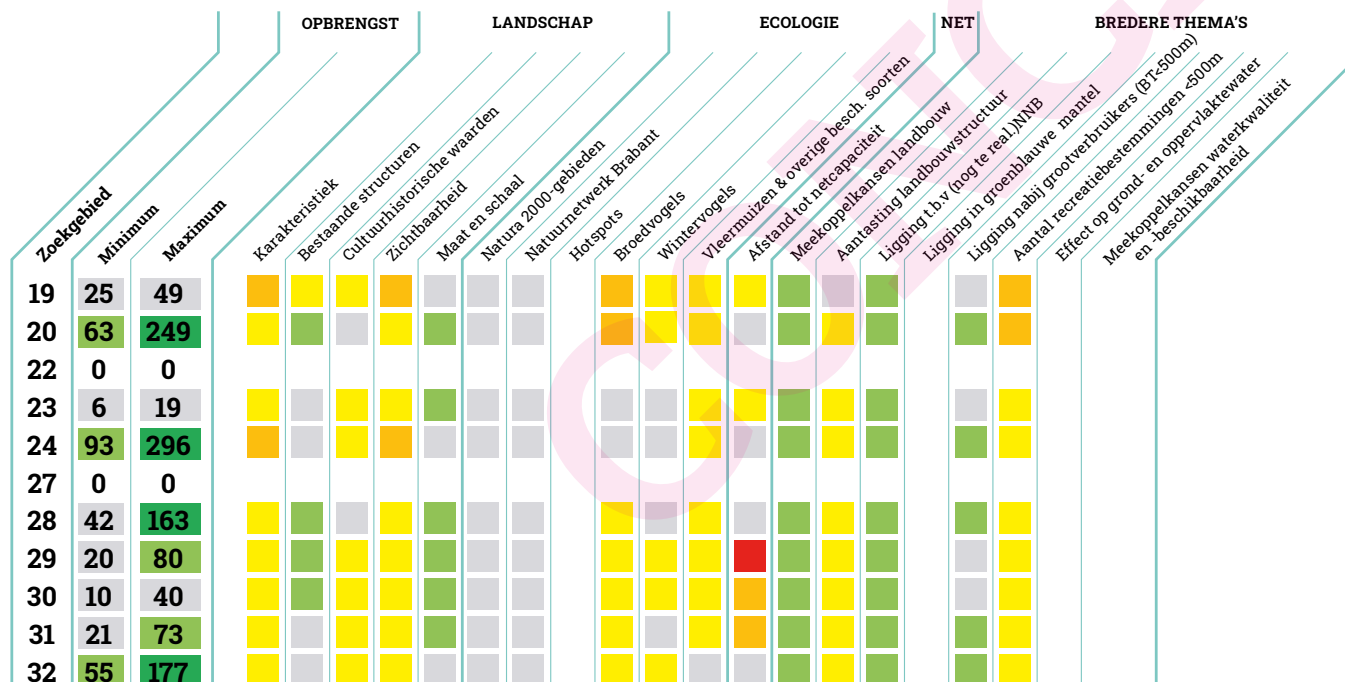 OPBRENGST LANDSCHAP ECOLOGIE NET BREDERE THEMA'S
Zoekgebied
Minimum
Maximum
Karakteristiek
Bestaande structuren
Cultuurhistorische waarden
Zichtbaarheid
Maat en schaal
Natura 2000-gebieden
Natuurnetwerk Brabant
Hotspots
Broedvogels
Wintervogels
Vleermuizen & overige besch. soorten
Afstand tot netcapaciteit
Meekoppelkansen landbouw
Aantasting landbouwstructuur
Ligging t.b.v (nog te real.)NNB
Ligging in groenblauwe mantel
Ligging nabij grootverbruikers (BT<500m)
Aantal recreatiebestemmingen <500m
Effect op grond- en oppervlaktewater
Meekoppelkansen waterkwaliteit
en -beschikbaarheid
19 25 49
20 63 249
22 0 0
23 6 19
24 93 296
27 0 0
28 42 163
29 20 80
30 10 40
31 21 73
32 55 177